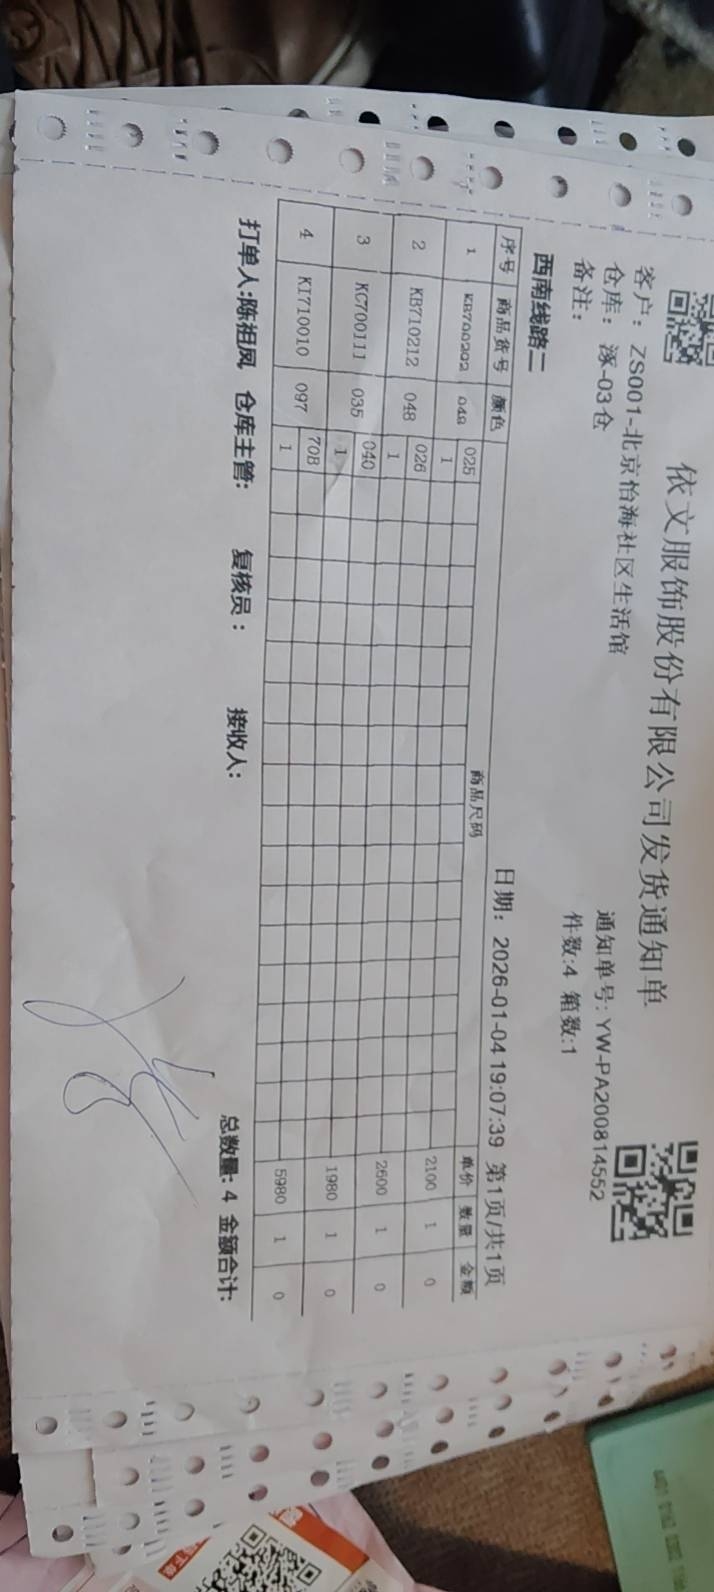 依文服饰股份有限公司发货通知单
客户: ZS001-北京怡海社区生活馆 通知单号: YW-PA200814552
仓库: 涿-03仓 件数:4 箱数:1
备注:
西南线路二 日期: 2026-01-04 19:07:39 第1页/共1页
序号 商品货号 颜色 商品尺码 单价 数量 金额
025
1 KB700202 048 1 2100 1 0
026
2 KB710212 048 1 2600 1 0
040
3 KC700111 035 1 1980 1 0
70B
4 KI710010 097 1 5980 1 0
总数量: 4 金额合计:
打单人:陈祖凤 仓库主管: 复核员: 接收人: